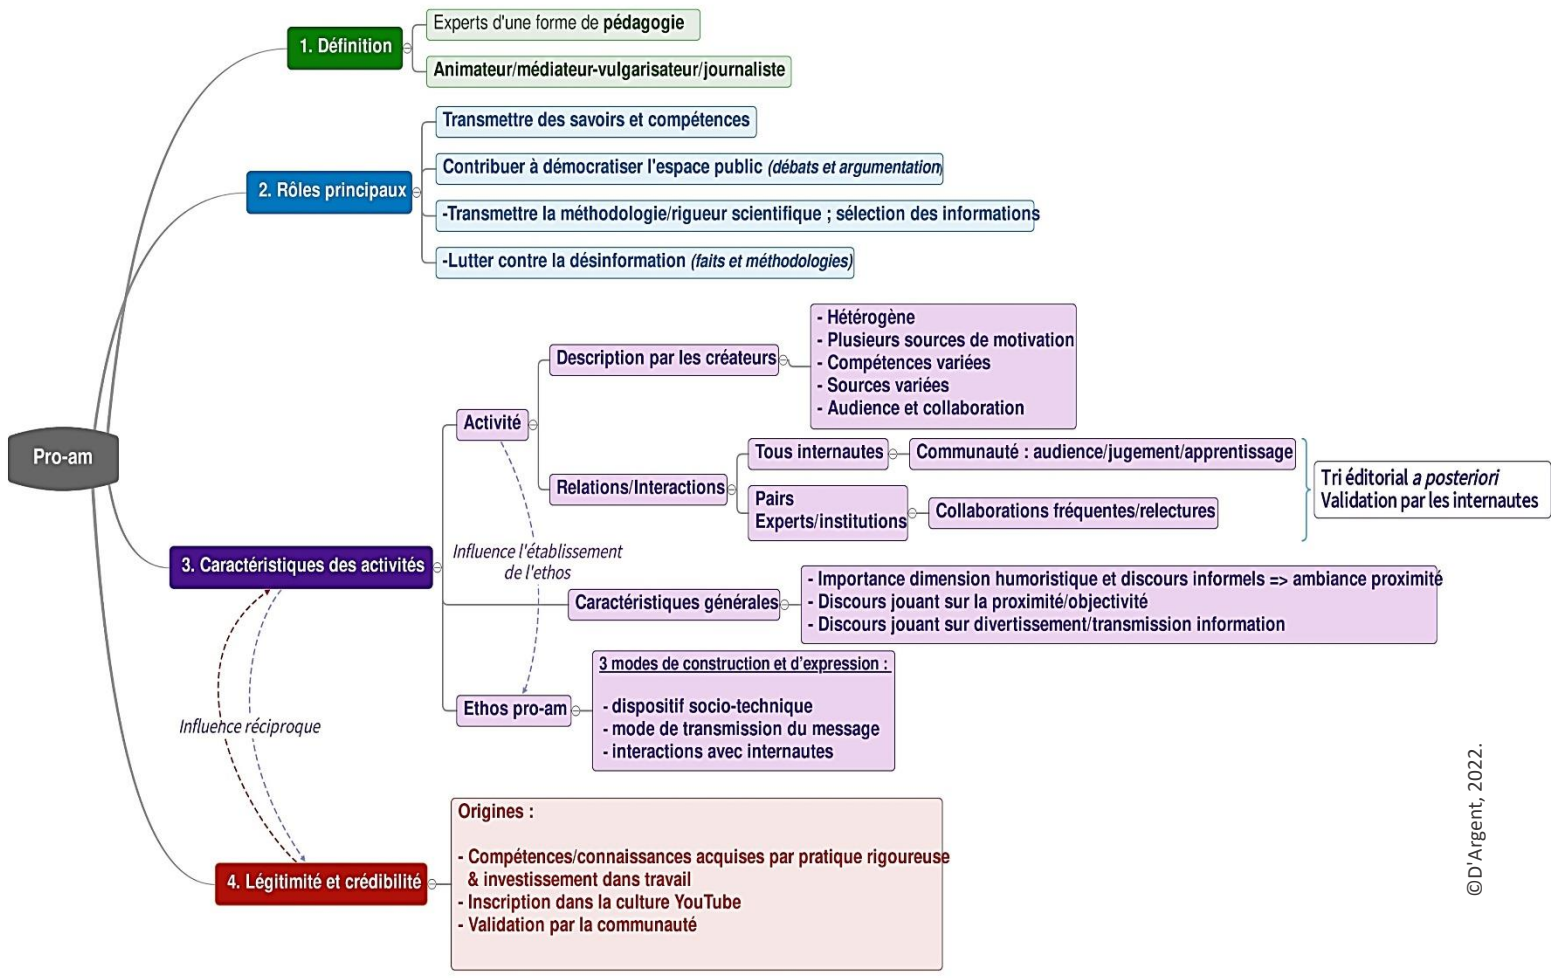 Pro-am
1. Définition
Experts d'une forme de pédagogie
Animateur/médiateur-vulgarisateur/journaliste
2. Rôles principaux
Transmettre des savoirs et compétences
Contribuer à démocratiser l'espace public (débats et argumentation)
-Transmettre la méthodologie/rigueur scientifique ; sélection des informations
-Lutter contre la désinformation (faits et méthodologies)
3. Caractéristiques des activités
Activité
Description par les créateurs
- Hétérogène
- Plusieurs sources de motivation
- Compétences variées
- Sources variées
- Audience et collaboration
Relations/Interactions
Tous internautes
Communauté : audience/jugement/apprentissage
Pairs
Experts/institutions
Collaborations fréquentes/relectures
Tri éditorial a posteriori
Validation par les internautes
Influence l'établissement
de l'ethos
Caractéristiques générales
- Importance dimension humoristique et discours informels => ambiance proximité
- Discours jouant sur la proximité/objectivité
- Discours jouant sur divertissement/transmission information
Ethos pro-am
3 modes de construction et d'expression :
- dispositif socio-technique
- mode de transmission du message
- interactions avec internautes
Influence réciproque
4. Légitimité et crédibilité
Origines :
- Compétences/connaissances acquises par pratique rigoureuse
& investissement dans travail
- Inscription dans la culture YouTube
- Validation par la communauté
©D'Argent, 2022.